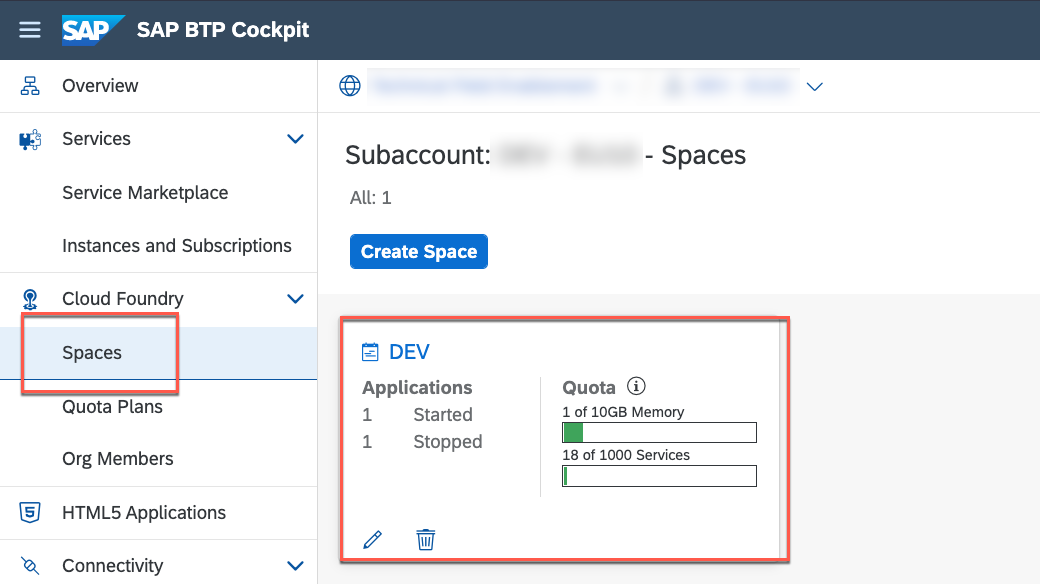 SAP SAP BTP Cockpit
Overview
Services
Service Marketplace
Instances and Subscriptions
Cloud Foundry
Spaces
Quota Plans
Org Members
HTML5 Applications
Connectivity
Subaccount: - Spaces
All: 1
Create Space
DEV
Applications
1 Started
1 Stopped
Quota
1 of 10GB Memory
18 of 1000 Services